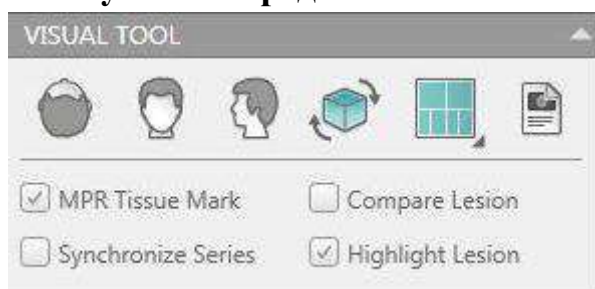 VISUAL TOOL
MPR Tissue Mark
Compare Lesion
Synchronize Series
Highlight Lesion